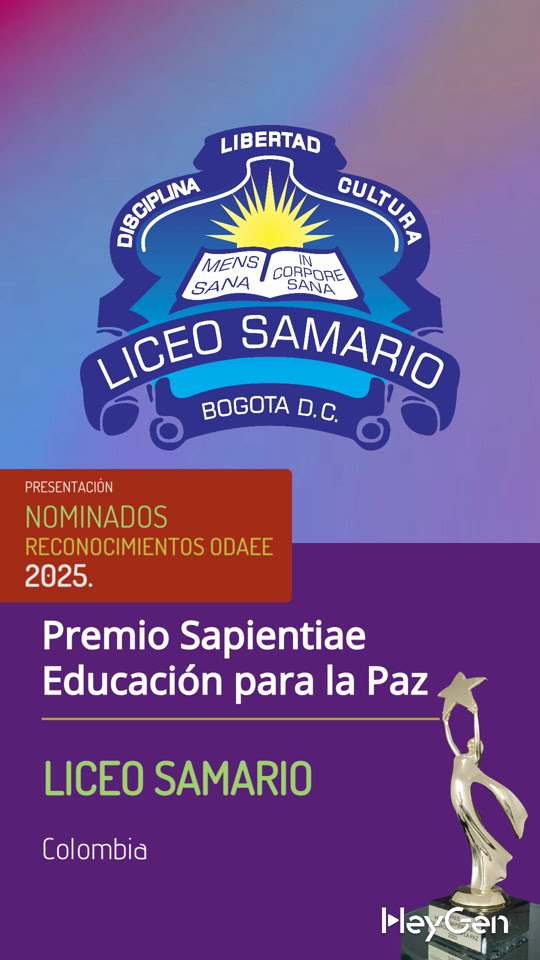 LIBERTAD
DISCIPLINA
CULTURA
MENS
SANA
IN
CORPORE
SANA
LICEO SAMARIO
BOGOTA D.C.
PRESENTACIÓN
NOMINADOS
RECONOCIMIENTOS ODAEE
2025.
Premio Sapientiae
Educación para la Paz
LICEO SAMARIO
Colombia
HeyGen